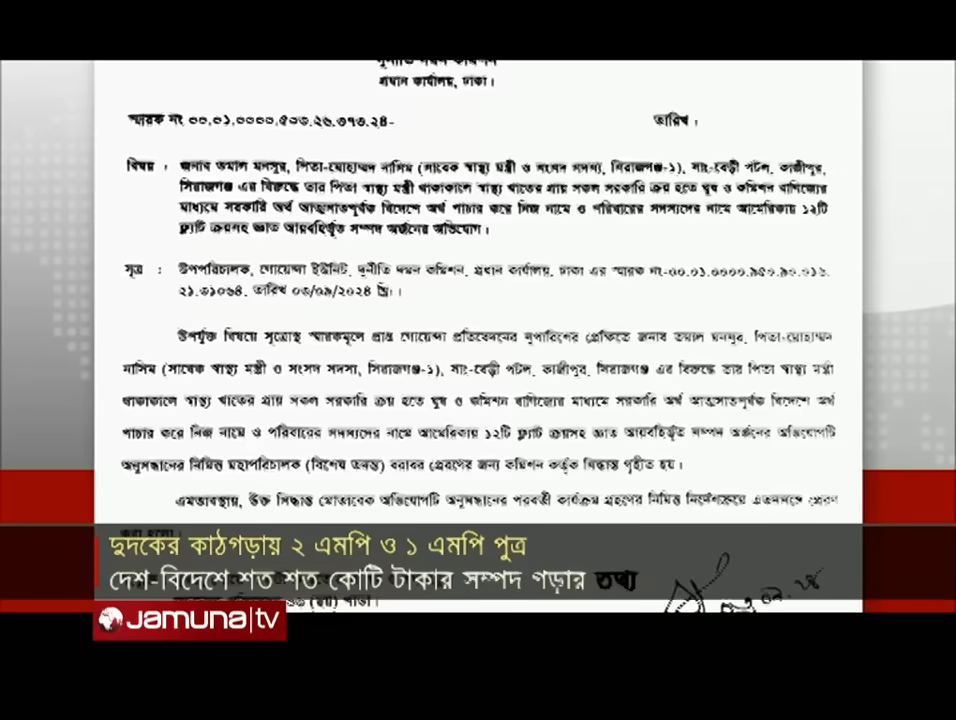 দুর্নীতি দমন কমিশন
প্রধান কার্যালয়, ঢাকা।
স্মারক নং ০০.০১.০০০০.৫০৩.২৬.৩৭৩.২৪- তারিখ :
বিষয় : জনাব তমাল মনসুর, পিতা-মোহাম্মদ নাসিম (সাবেক স্বাস্থ্য মন্ত্রী ও সংসদ সদস্য, সিরাজগঞ্জ-১), সাং-বেড়ী পটল, কাজীপুর,
সিরাজগঞ্জ এর বিরুদ্ধে তার পিতা স্বাস্থ্য মন্ত্রী থাকাকালে স্বাস্থ্য খাতের প্রায় সকল সরকারি ক্রয় হতে ঘুষ ও কমিশন বাণিজ্যের
মাধ্যমে সরকারি অর্থ আত্মসাতপূর্বক বিদেশে অর্থ পাচার করে নিজ নামে ও পরিবারের সদস্যদের নামে আমেরিকায় ১২টি
ফ্ল্যাট ক্রয়সহ জ্ঞাত আয়বহির্ভূত সম্পদ অর্জনের অভিযোগ।
সূত্র : উপপরিচালক, গোয়েন্দা ইউনিট, দুর্নীতি দমন কমিশন, প্রধান কার্যালয়, ঢাকা এর স্মারক
তারিখ ০৩/০৯/২০২৪ খ্রি।।
উপর্যুক্ত বিষয়ে সূত্রোস্থ স্মারকমূলে প্রাপ্ত গোয়েন্দা প্রতিবেদনের সুপারিশের প্রেক্ষিতে জনাব তমাল মনসুর, পিতা-মোহাম্মদ
নাসিম (সাবেক স্বাস্থ্য মন্ত্রী ও সংসদ সদস্য, সিরাজগঞ্জ-১), সাং-বেড়ী পটল, কাজীপুর, সিরাজগঞ্জ এর বিরুদ্ধে তার পিতা স্বাস্থ্য মন্ত্রী
থাকাকালে স্বাস্থ্য খাতের প্রায় সকল সরকারি ক্রয় হতে ঘুষ ও কমিশন বাণিজ্যের মাধ্যমে সরকারি অর্থ আত্মসাতপূর্বক বিদেশে অর্থ
পাচার করে নিজ নামে ও পরিবারের সদস্যদের নামে আমেরিকায় ১২টি ফ্ল্যাট ক্রয়সহ জ্ঞাত আয়বহির্ভূত সম্পদ অর্জনের অভিযোগটি
অনুসন্ধানের নিমিত্ত মহাপরিচালক (বিশেষ তদন্ত) বরাবর প্রেরণের জন্য কমিশন কর্তৃক সিদ্ধান্ত গৃহীত হয়।
এমতাবস্থায়, উক্ত সিদ্ধান্ত মোতাবেক অভিযোগটি অনুসন্ধানের পরবর্তী কার্যক্রম গ্রহণের নিমিত্ত নির্দেশক্রমে এতদসঙ্গে প্রেরণ
দুদকের কাঠগড়ায় ২ এমপি ও ১ এমপি পুত্র
দেশ-বিদেশে শত শত কোটি টাকার সম্পদ গড়ার তথ্য
Jamuna|tv